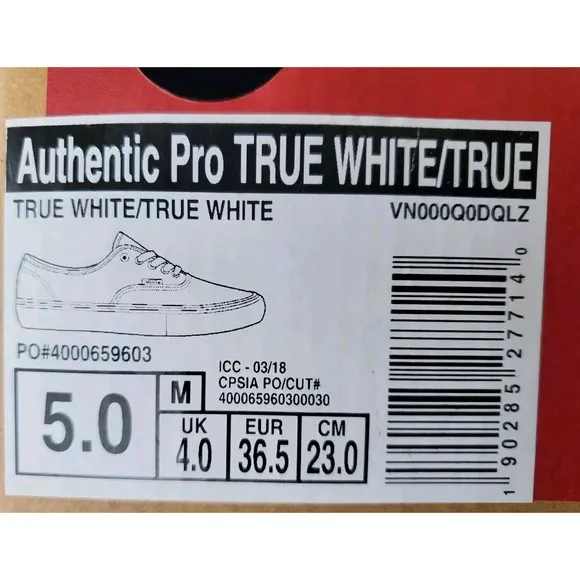 Authentic Pro TRUE WHITE/TRUE
TRUE WHITE/TRUE WHITE
VN000Q0DQLZ
PO#4000659603
ICC - 03/18
CPSIA PO/CUT#
400065960300030
5.0
M
UK
4.0
EUR
36.5
CM
23.0
1 90285 27714 0